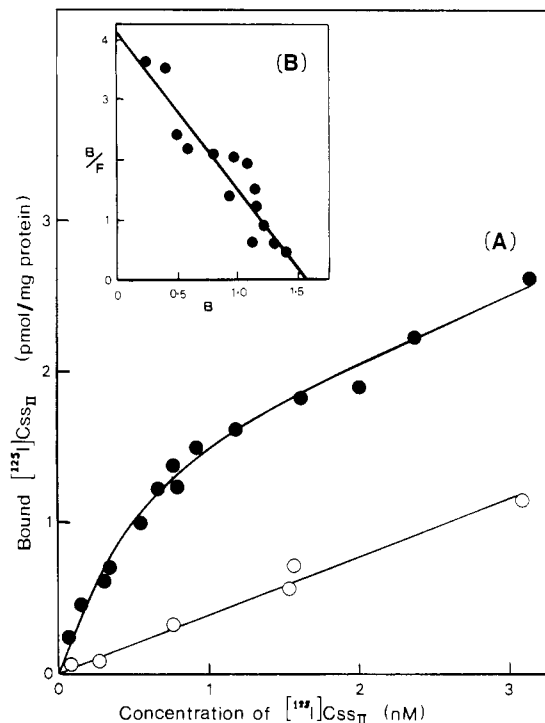 (B)
4
3
2
1
0
B/F
0
0·5
1·0
1·5
B
(A)
3
2
1
0
Bound [¹²⁵I]CssII (pmol/mg protein)
0
1
2
3
Concentration of [¹²⁵I]CssII (nM)